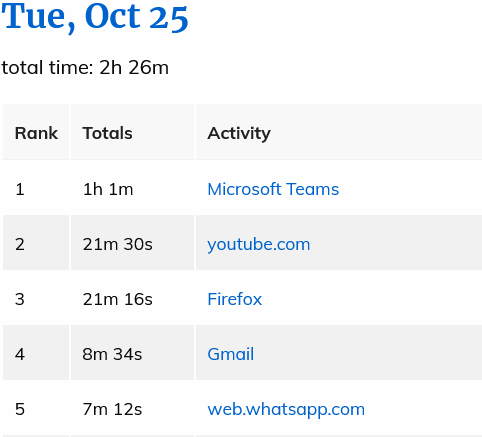 Tue, Oct 25
total time: 2h 26m
Rank Totals Activity
1 1h 1m Microsoft Teams
2 21m 30s youtube.com
3 21m 16s Firefox
4 8m 34s Gmail
5 7m 12s web.whatsapp.com